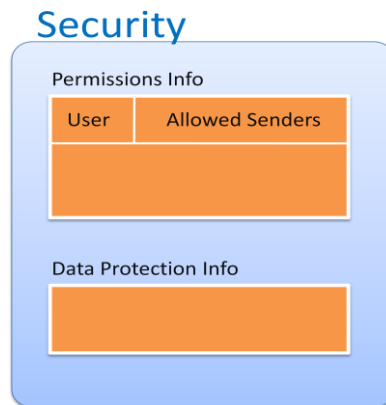 Security
Permissions Info
User Allowed Senders
Data Protection Info